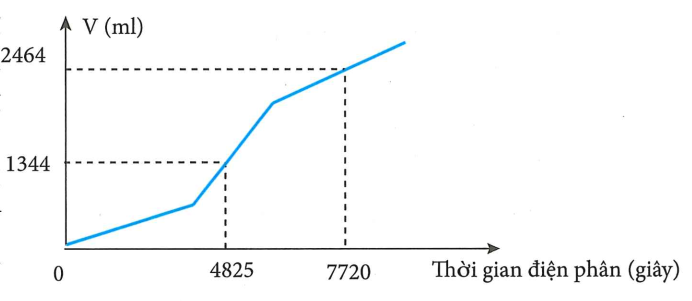 V (ml)
2464
1344
0
4825
7720
Thời gian điện phân (giây)